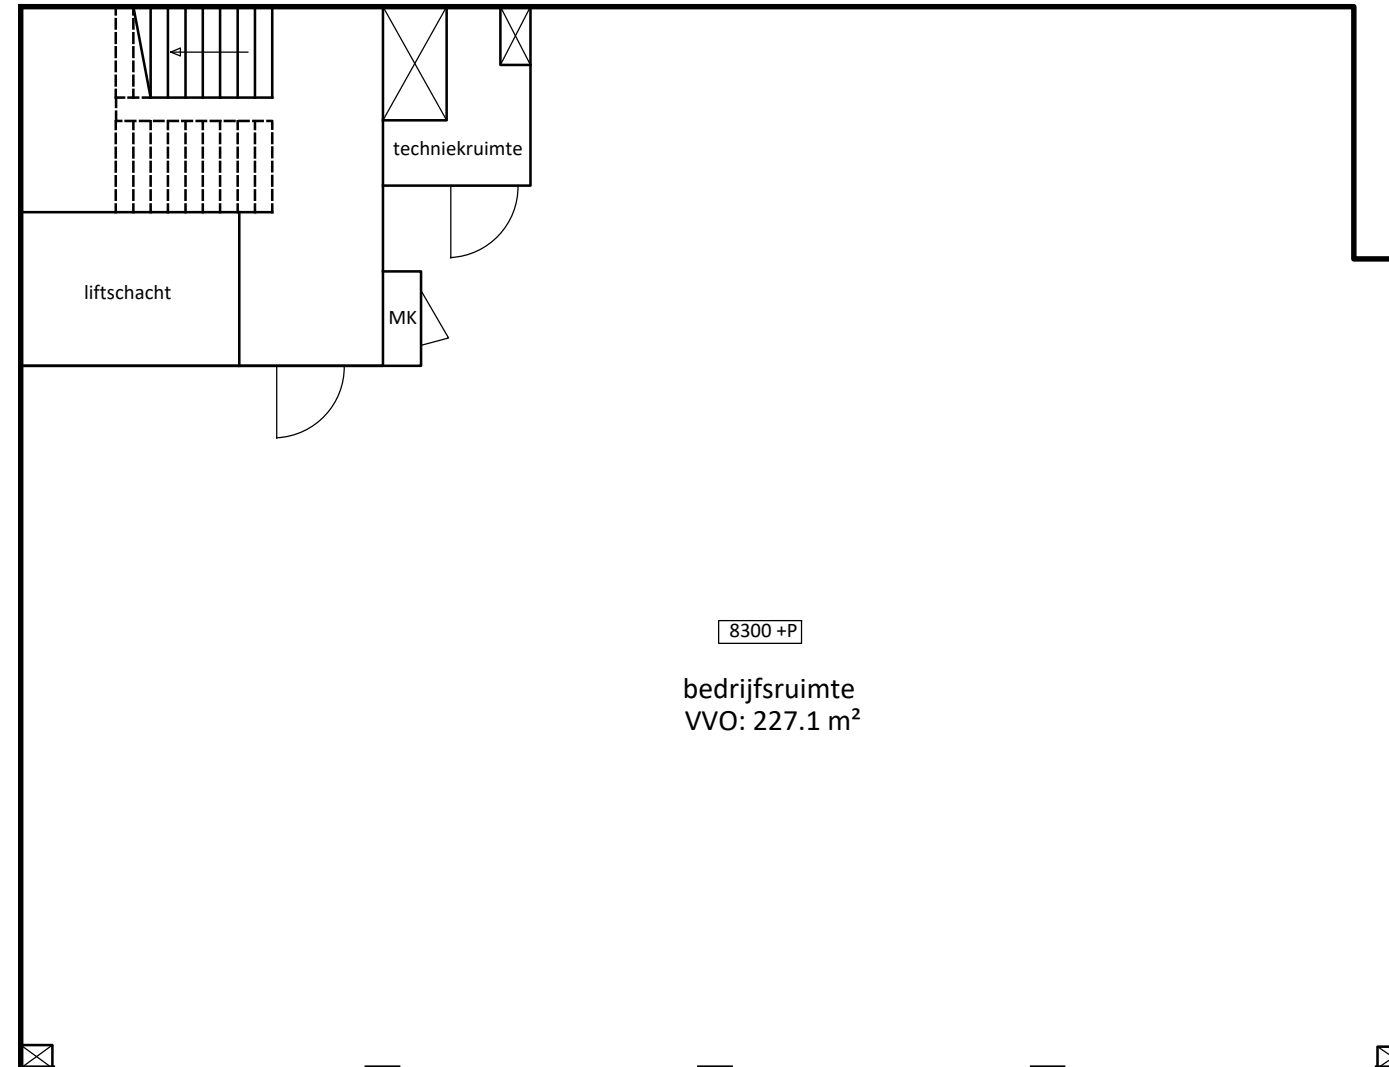 techniekruimte
liftschacht
MK
8300 +P
bedrijfsruimte
VVO: 227.1 m²